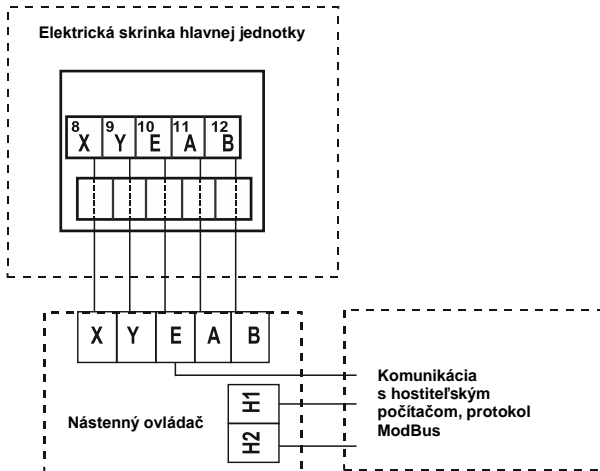 Elektrická skrinka hlavnej jednotky
8 9 10 11 12
X Y E A B
X Y E A B
H1
H2
Nástenný ovládač
Komunikácia
s hostiteľským
počítačom, protokol
ModBus